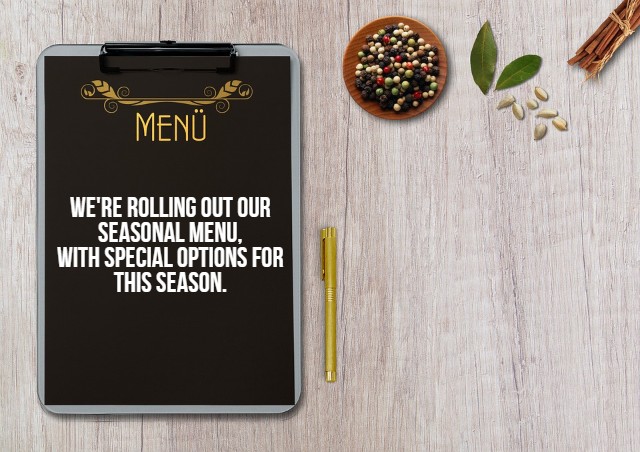 MENÜ
WE'RE ROLLING OUT OUR
SEASONAL MENU,
WITH SPECIAL OPTIONS FOR
THIS SEASON.